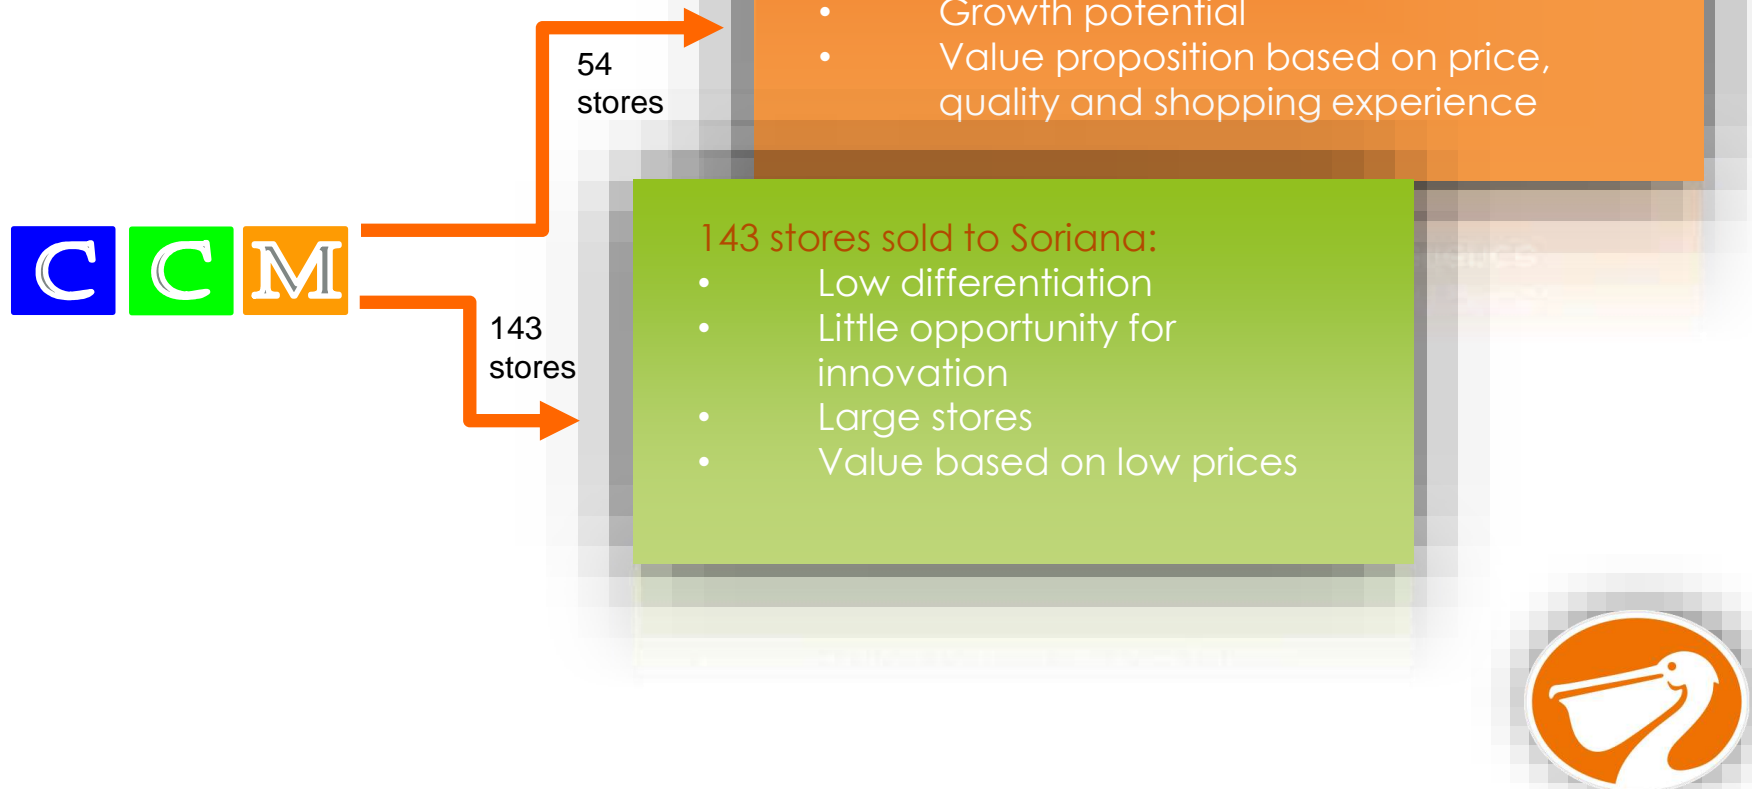 • Growth potential
• Value proposition based on price,
quality and shopping experience
54
stores
CCM
143 stores sold to Soriana:
• Low differentiation
• Little opportunity for
innovation
• Large stores
• Value based on low prices
143
stores